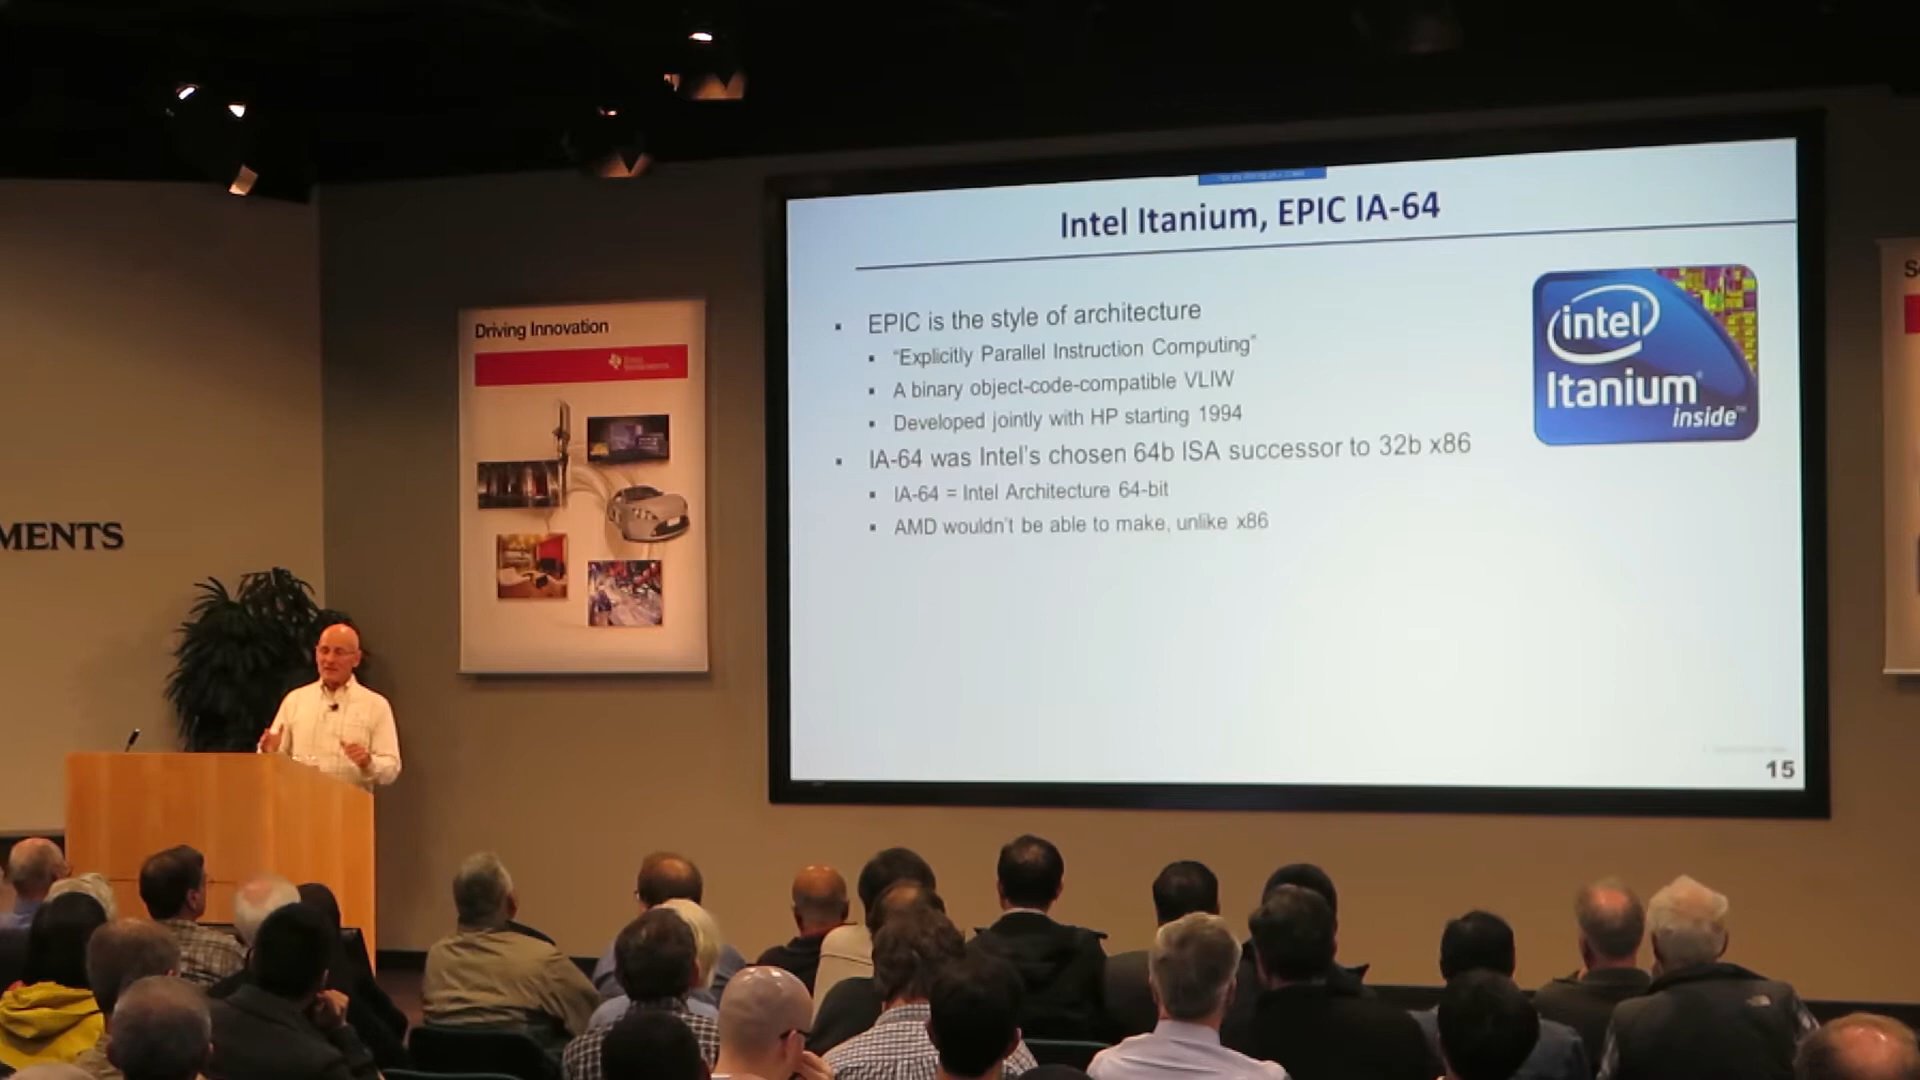 Intel Itanium, EPIC IA-64
EPIC is the style of architecture
"Explicitly Parallel Instruction Computing"
A binary object-code-compatible VLIW
Developed jointly with HP starting 1994
IA-64 was Intel's chosen 64b ISA successor to 32b x86
IA-64 = Intel Architecture 64-bit
AMD wouldn't be able to make, unlike x86
intel
Itanium
inside™
15
Driving Innovation
MENTS